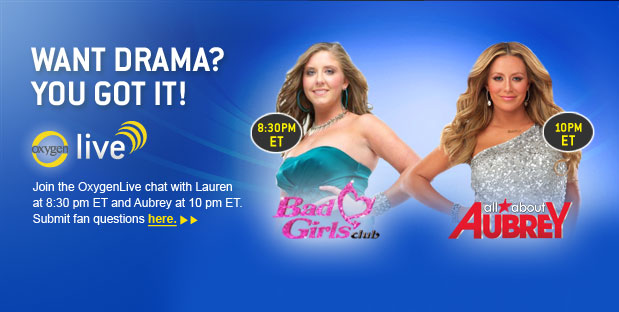 WANT DRAMA?
YOU GOT IT!
oxygen live
Join the OxygenLive chat with Lauren
at 8:30 pm ET and Aubrey at 10 pm ET.
Submit fan questions here.
8:30PM
ET
Bad
Girls club
10PM
ET
all about
AUBREY